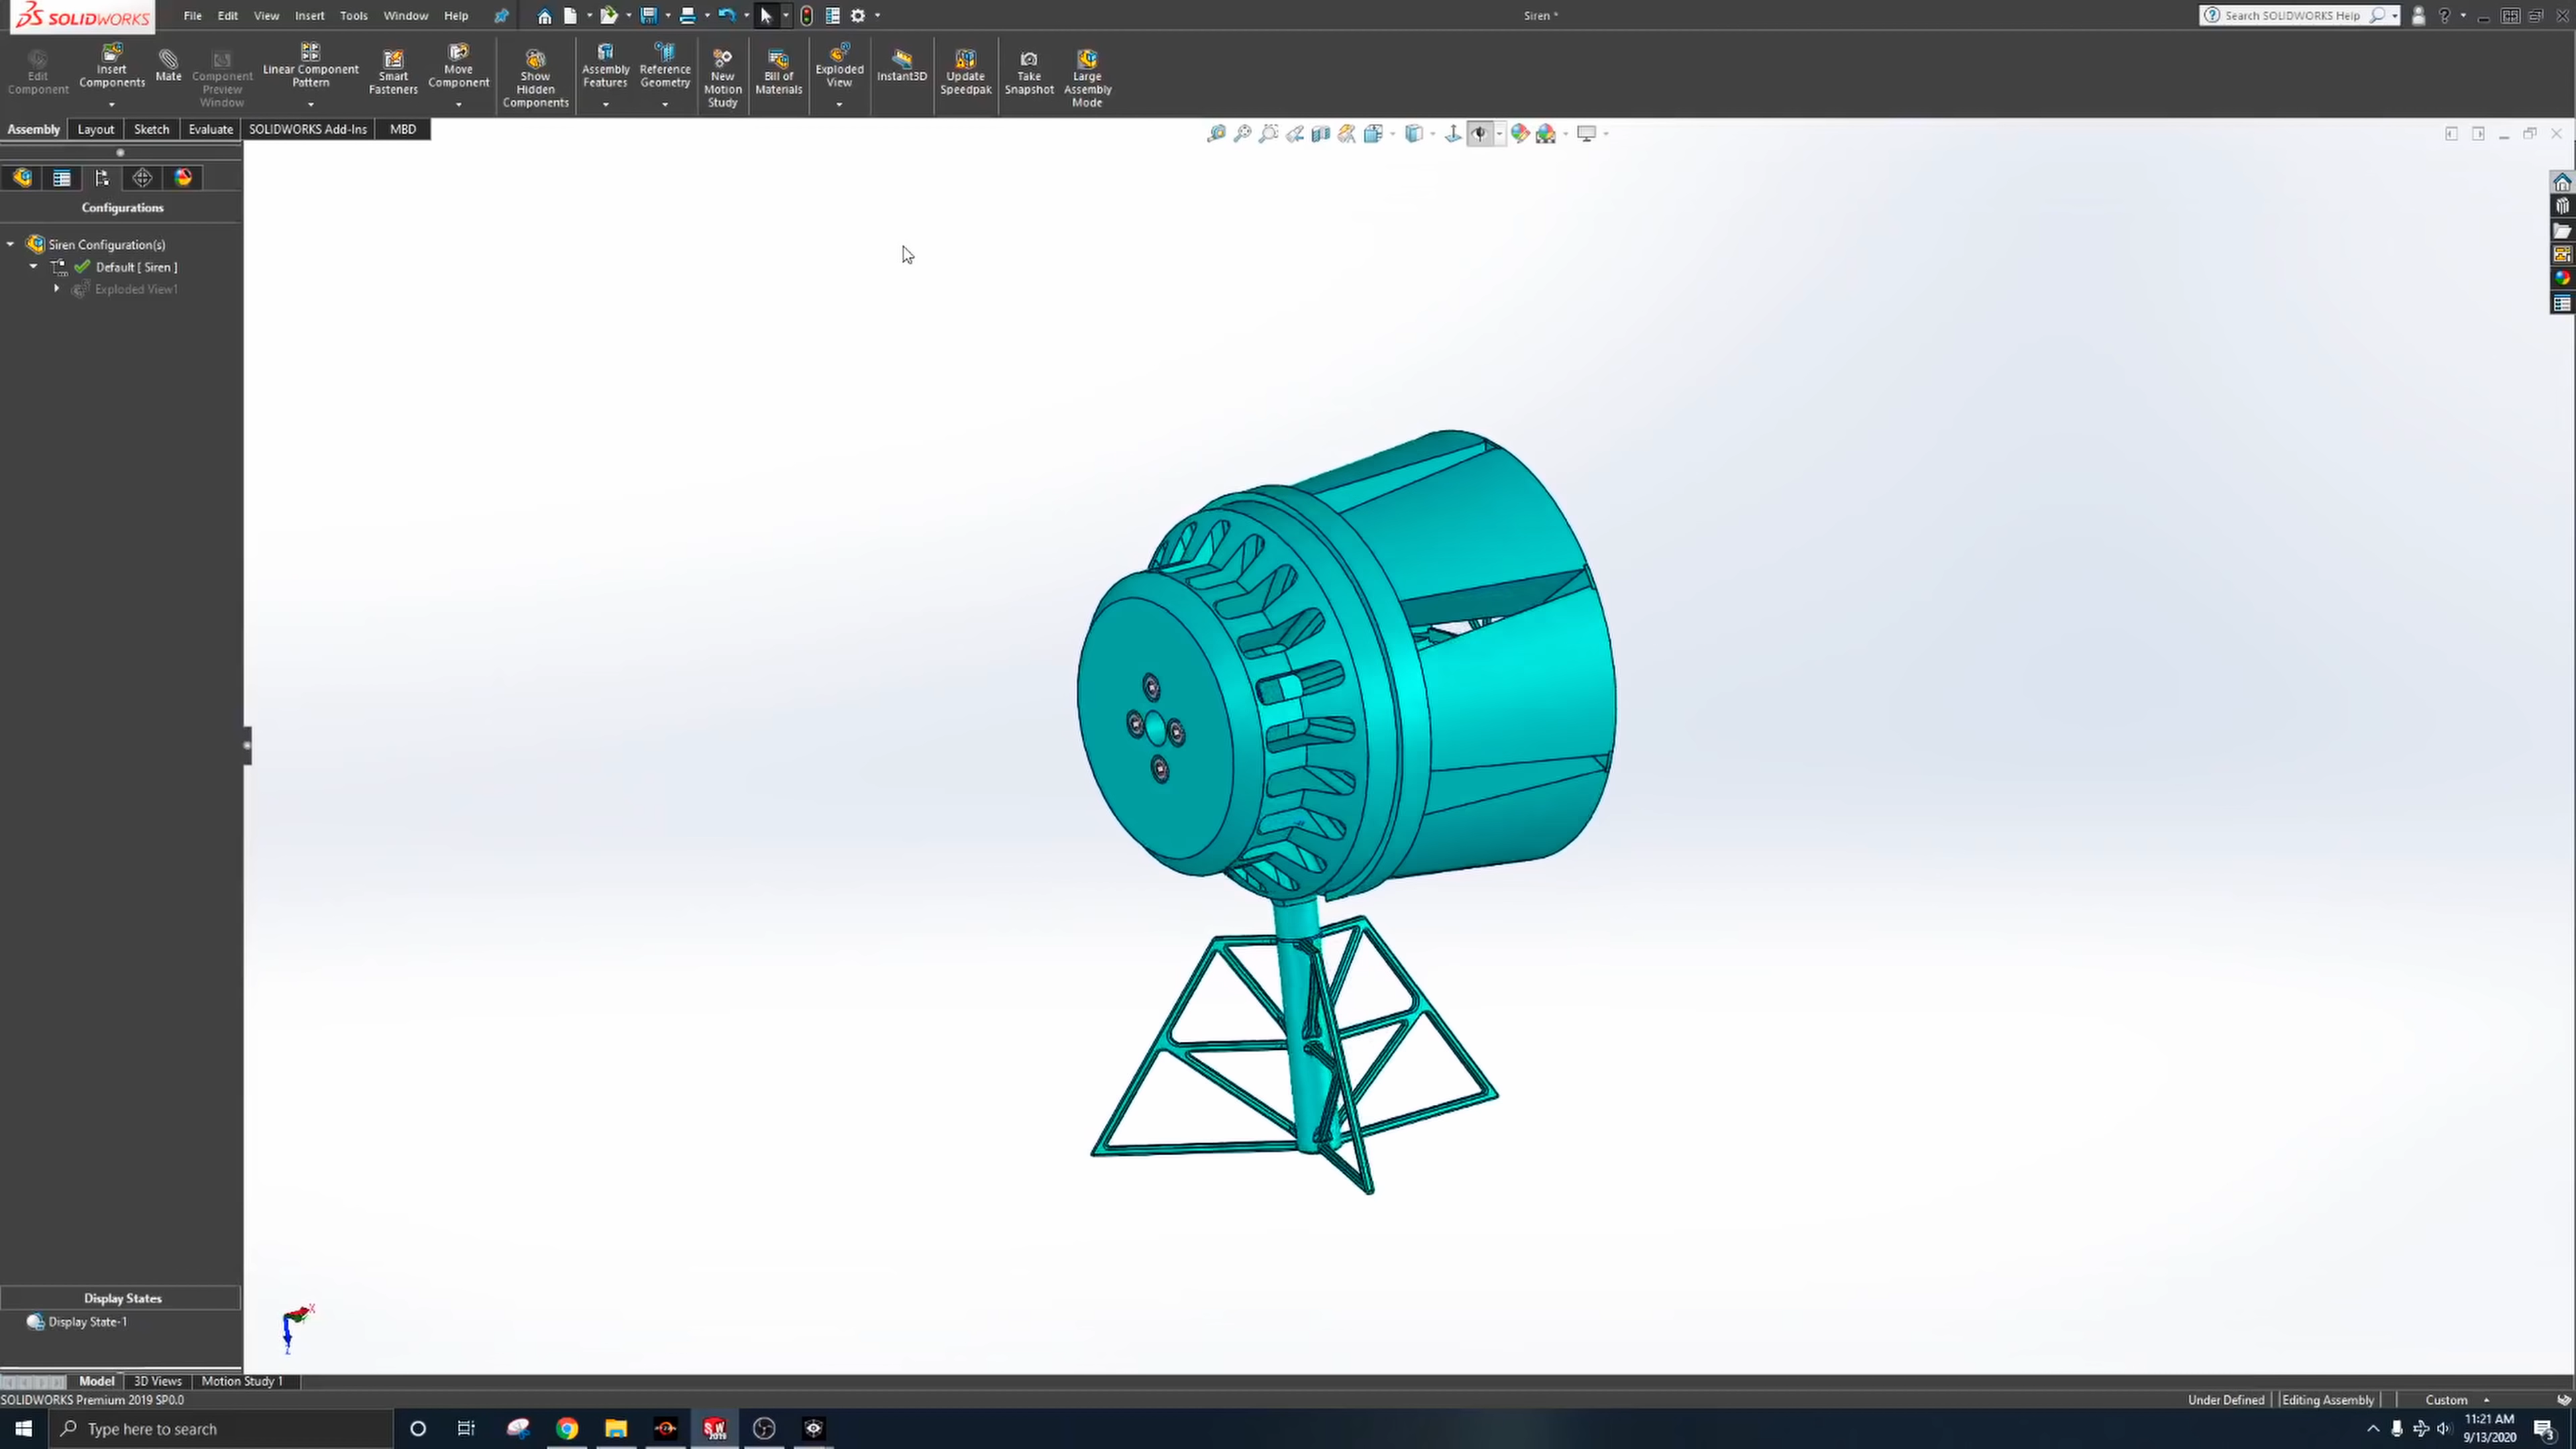 SOLIDWORKS File Edit View Insert Tools Window Help Siren * Search SOLIDWORKS Help ?
Edit Component
Insert Components
Mate
Component Preview Window
Linear Component Pattern
Smart Fasteners
Move Component
Show Hidden Components
Assembly Features
Reference Geometry
New Motion Study
Bill of Materials
Exploded View
Instant3D
Update Speedpak
Take Snapshot
Large Assembly Mode
Assembly Layout Sketch Evaluate SOLIDWORKS Add-Ins MBD
Configurations
Siren Configuration(s)
Default [ Siren ]
Exploded View1
Display States
Display State-1
X
Z
Model 3D Views Motion Study 1
SOLIDWORKS Premium 2019 SP0.0 Under Defined Editing Assembly Custom
Type here to search
SW
2019
11:21 AM
9/13/2020
3